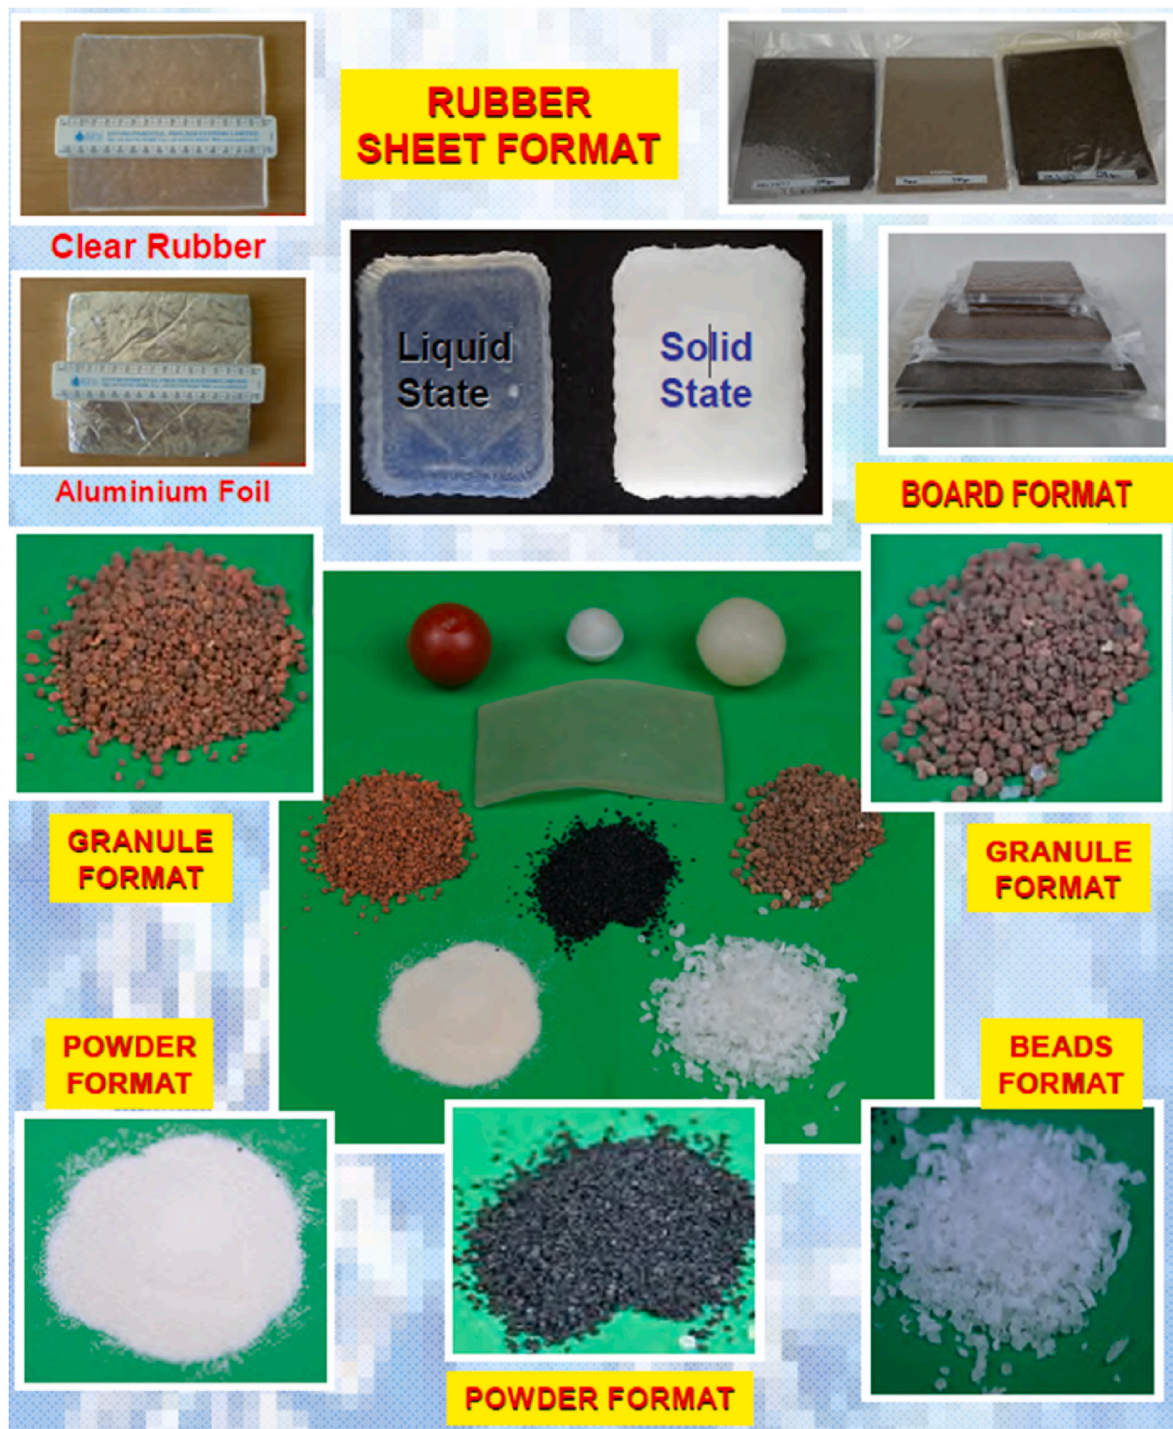 RUBBER
SHEET FORMAT
Clear Rubber
Liquid
State
Solid
State
Aluminium Foil
BOARD FORMAT
GRANULE
FORMAT
GRANULE
FORMAT
POWDER
FORMAT
BEADS
FORMAT
POWDER FORMAT